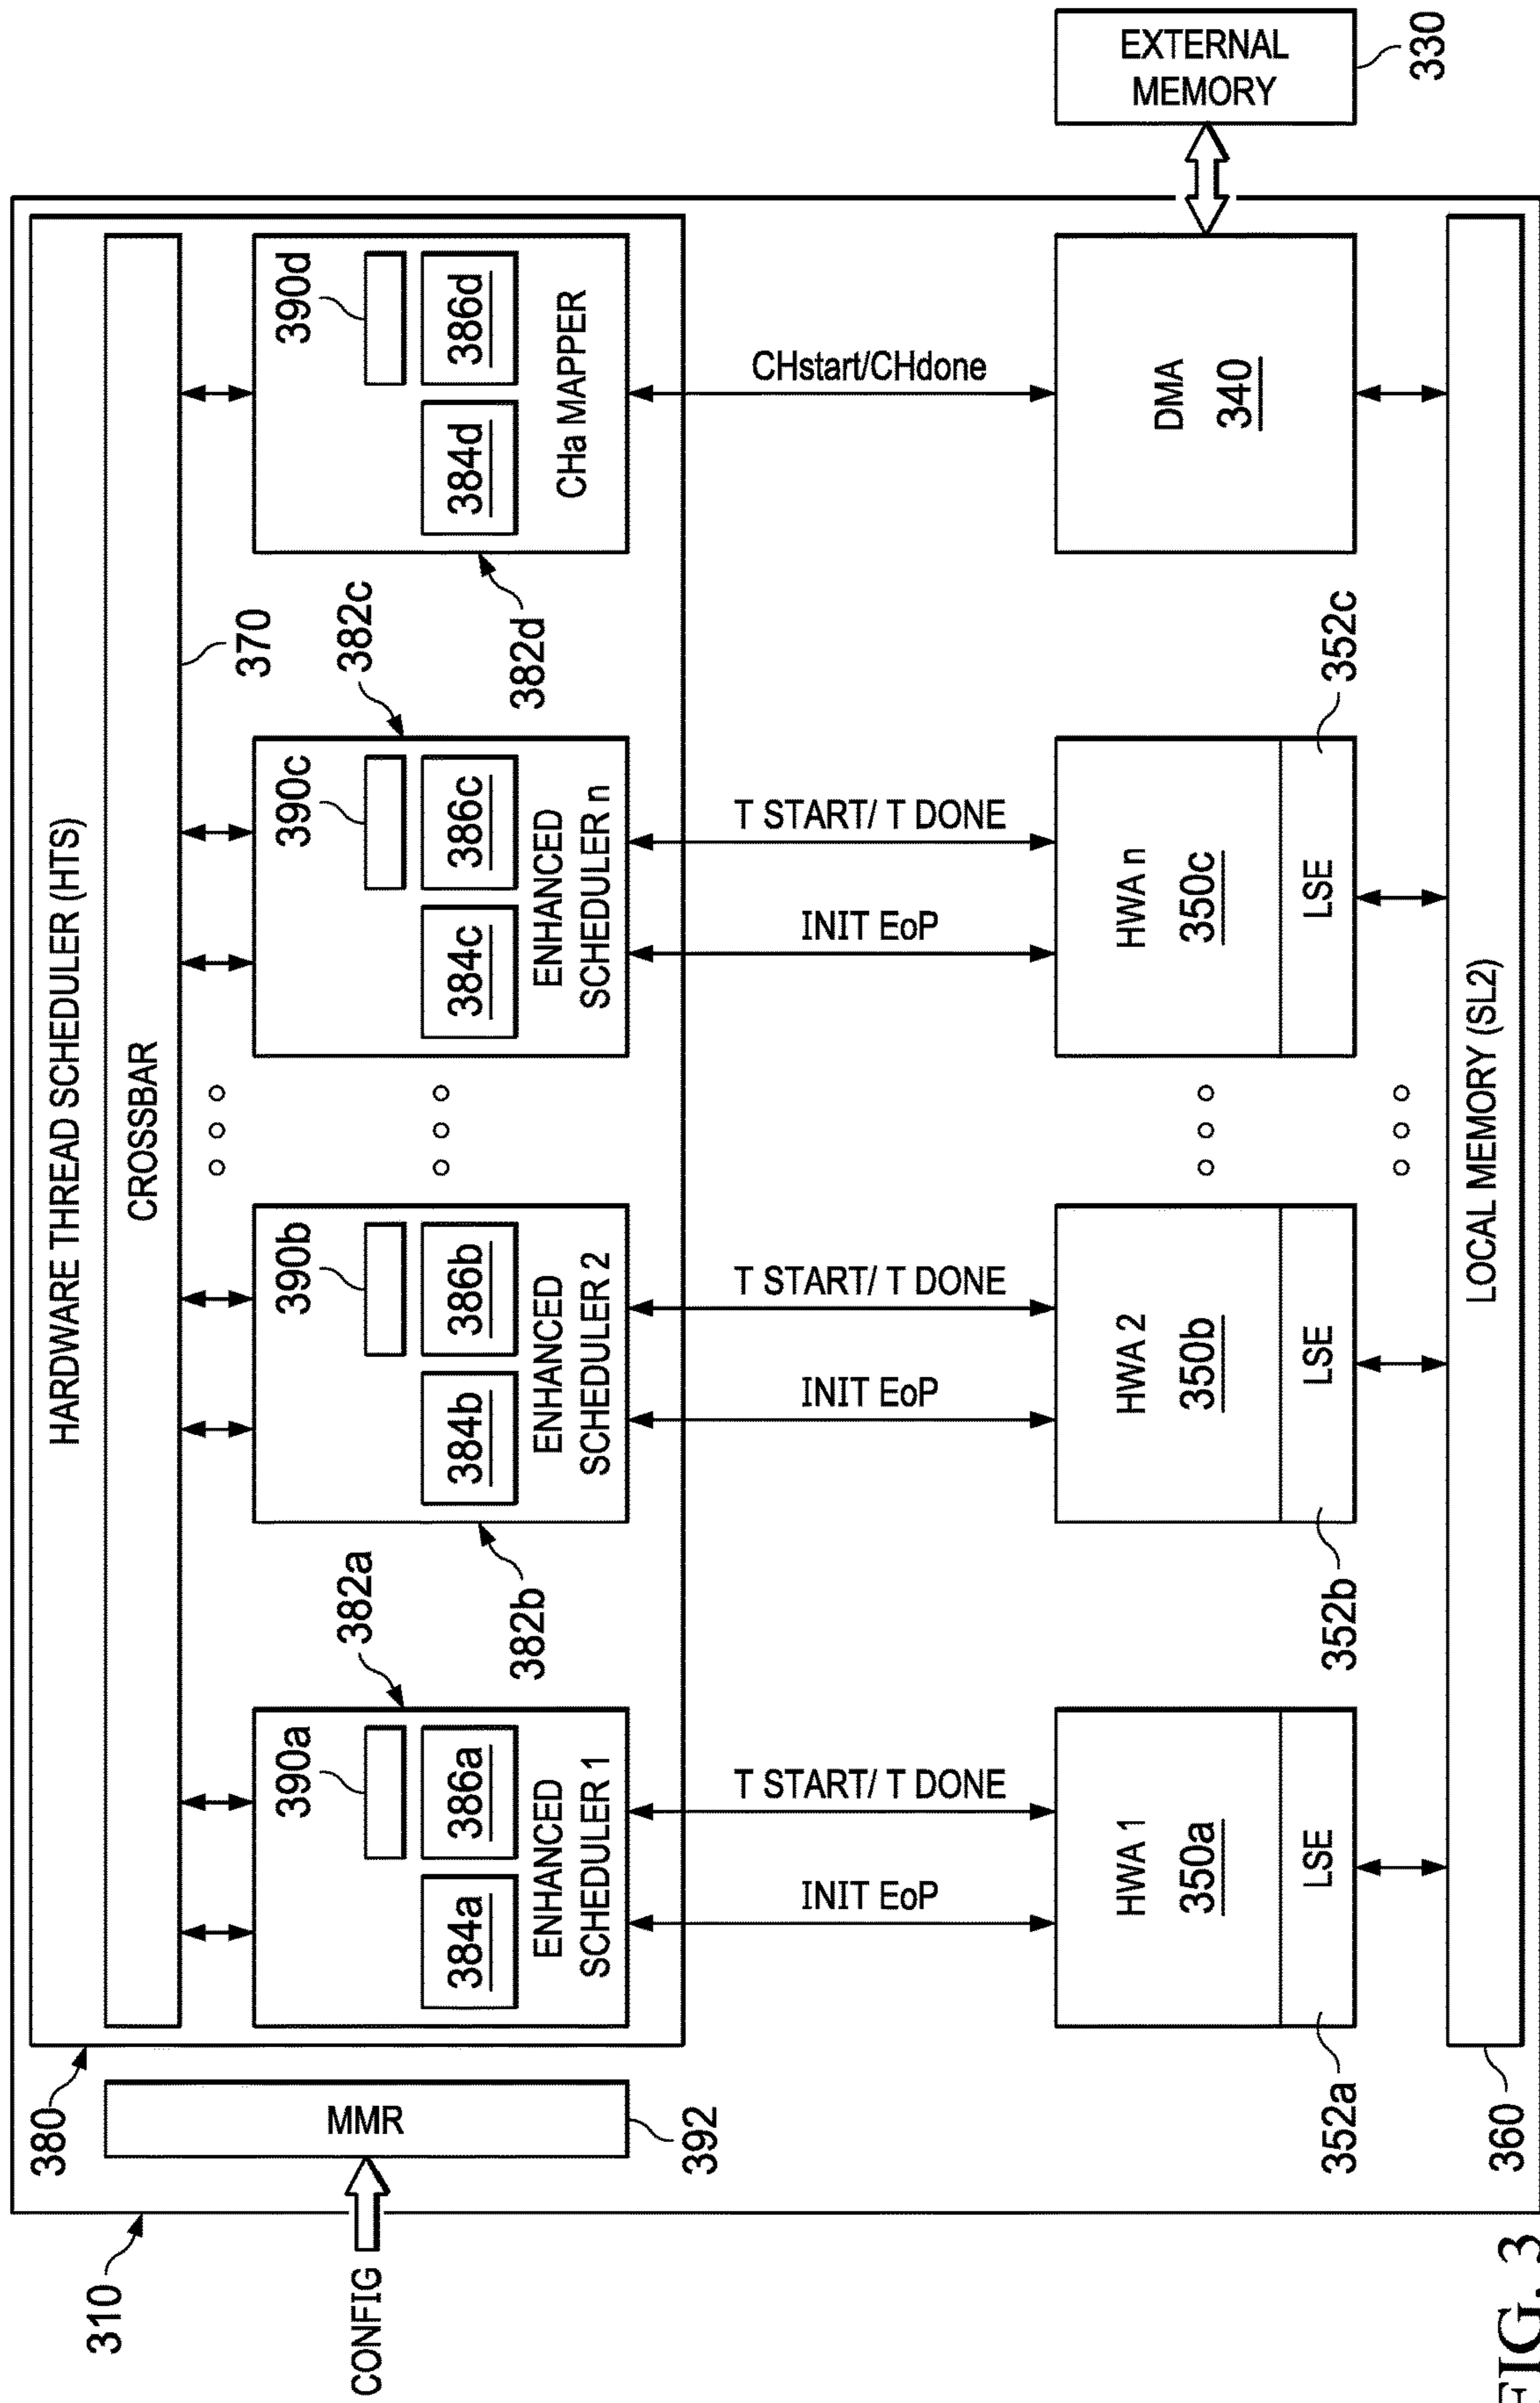 310
CONFIG
380
MMR
392
HARDWARE THREAD SCHEDULER (HTS)
CROSSBAR
370
382a
390a
384a
386a
ENHANCED
SCHEDULER 1
382b
390b
384b
386b
ENHANCED
SCHEDULER 2
382c
390c
384c
386c
ENHANCED
SCHEDULER n
382d
390d
384d
386d
CHa MAPPER
INIT EoP
T START/ T DONE
INIT EoP
T START/ T DONE
INIT EoP
T START/ T DONE
CHstart/CHdone
HWA 1
350a
LSE
352a
HWA 2
350b
LSE
352b
HWA n
350c
LSE
352c
DMA
340
EXTERNAL
MEMORY
330
LOCAL MEMORY (SL2)
360
FIG. 3